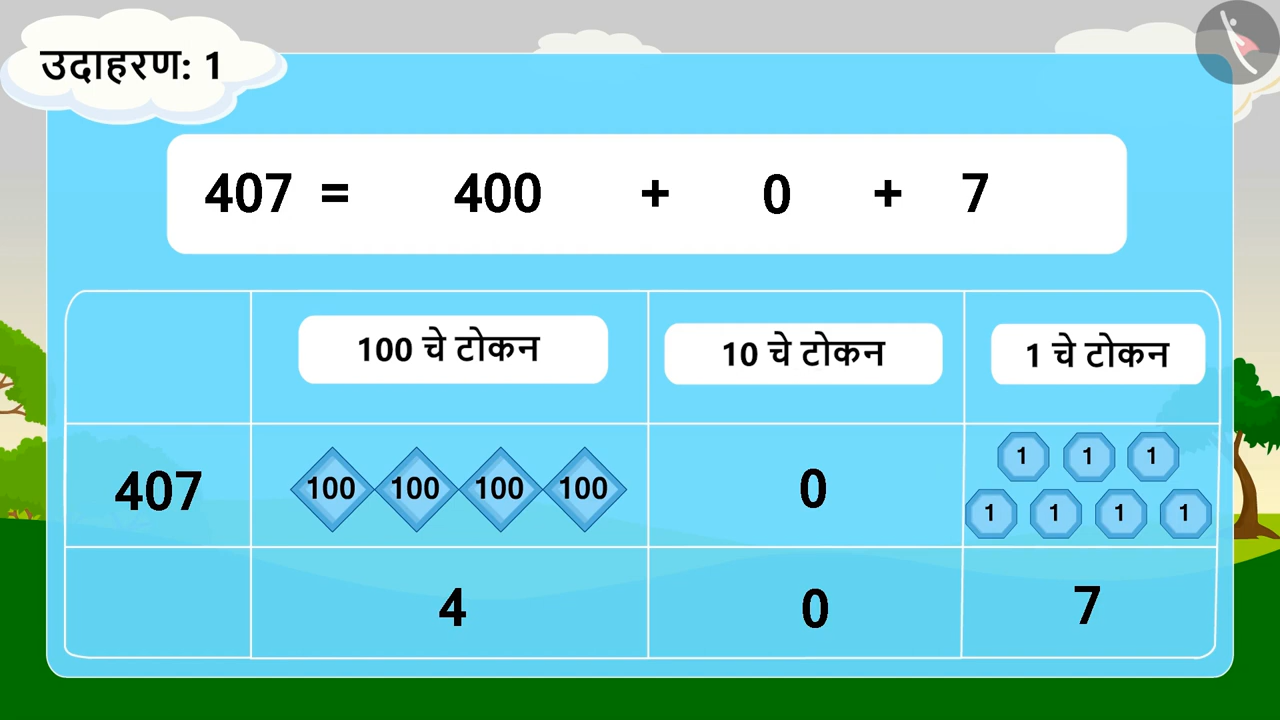 उदाहरण: 1
407 = 400 + 0 + 7
100 चे टोकन 10 चे टोकन 1 चे टोकन
407 100 100 100 100 0 1 1 1
1 1 1 1
4 0 7